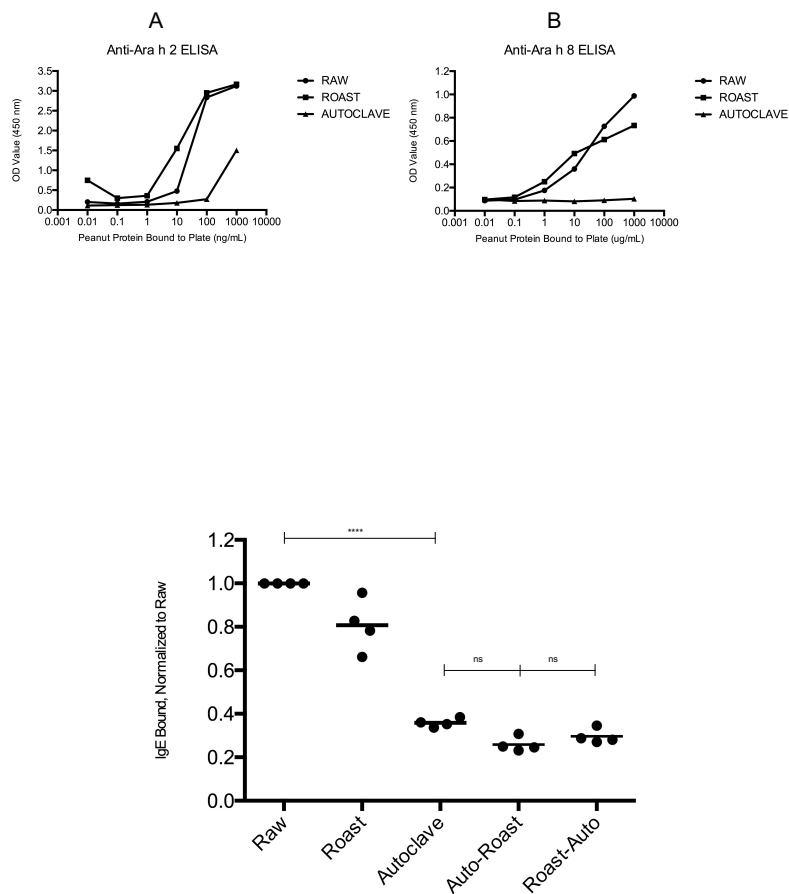 A
Anti-Ara h 2 ELISA
OD Value (450 nm)
3.5
3.0
2.5
2.0
1.5
1.0
0.5
0.0
0.001 0.01 0.1 1 10 100 1000 10000
Peanut Protein Bound to Plate (ng/mL)
RAW
ROAST
AUTOCLAVE
B
Anti-Ara h 8 ELISA
OD Value (450 nm)
1.2
1.0
0.8
0.6
0.4
0.2
0.0
0.001 0.01 0.1 1 10 100 1000 10000
Peanut Protein Bound to Plate (ug/mL)
RAW
ROAST
AUTOCLAVE
IgE Bound, Normalized to Raw
1.2
1.0
0.8
0.6
0.4
0.2
0.0
****
ns
ns
Raw
Roast
Autoclave
Auto-Roast
Roast-Auto